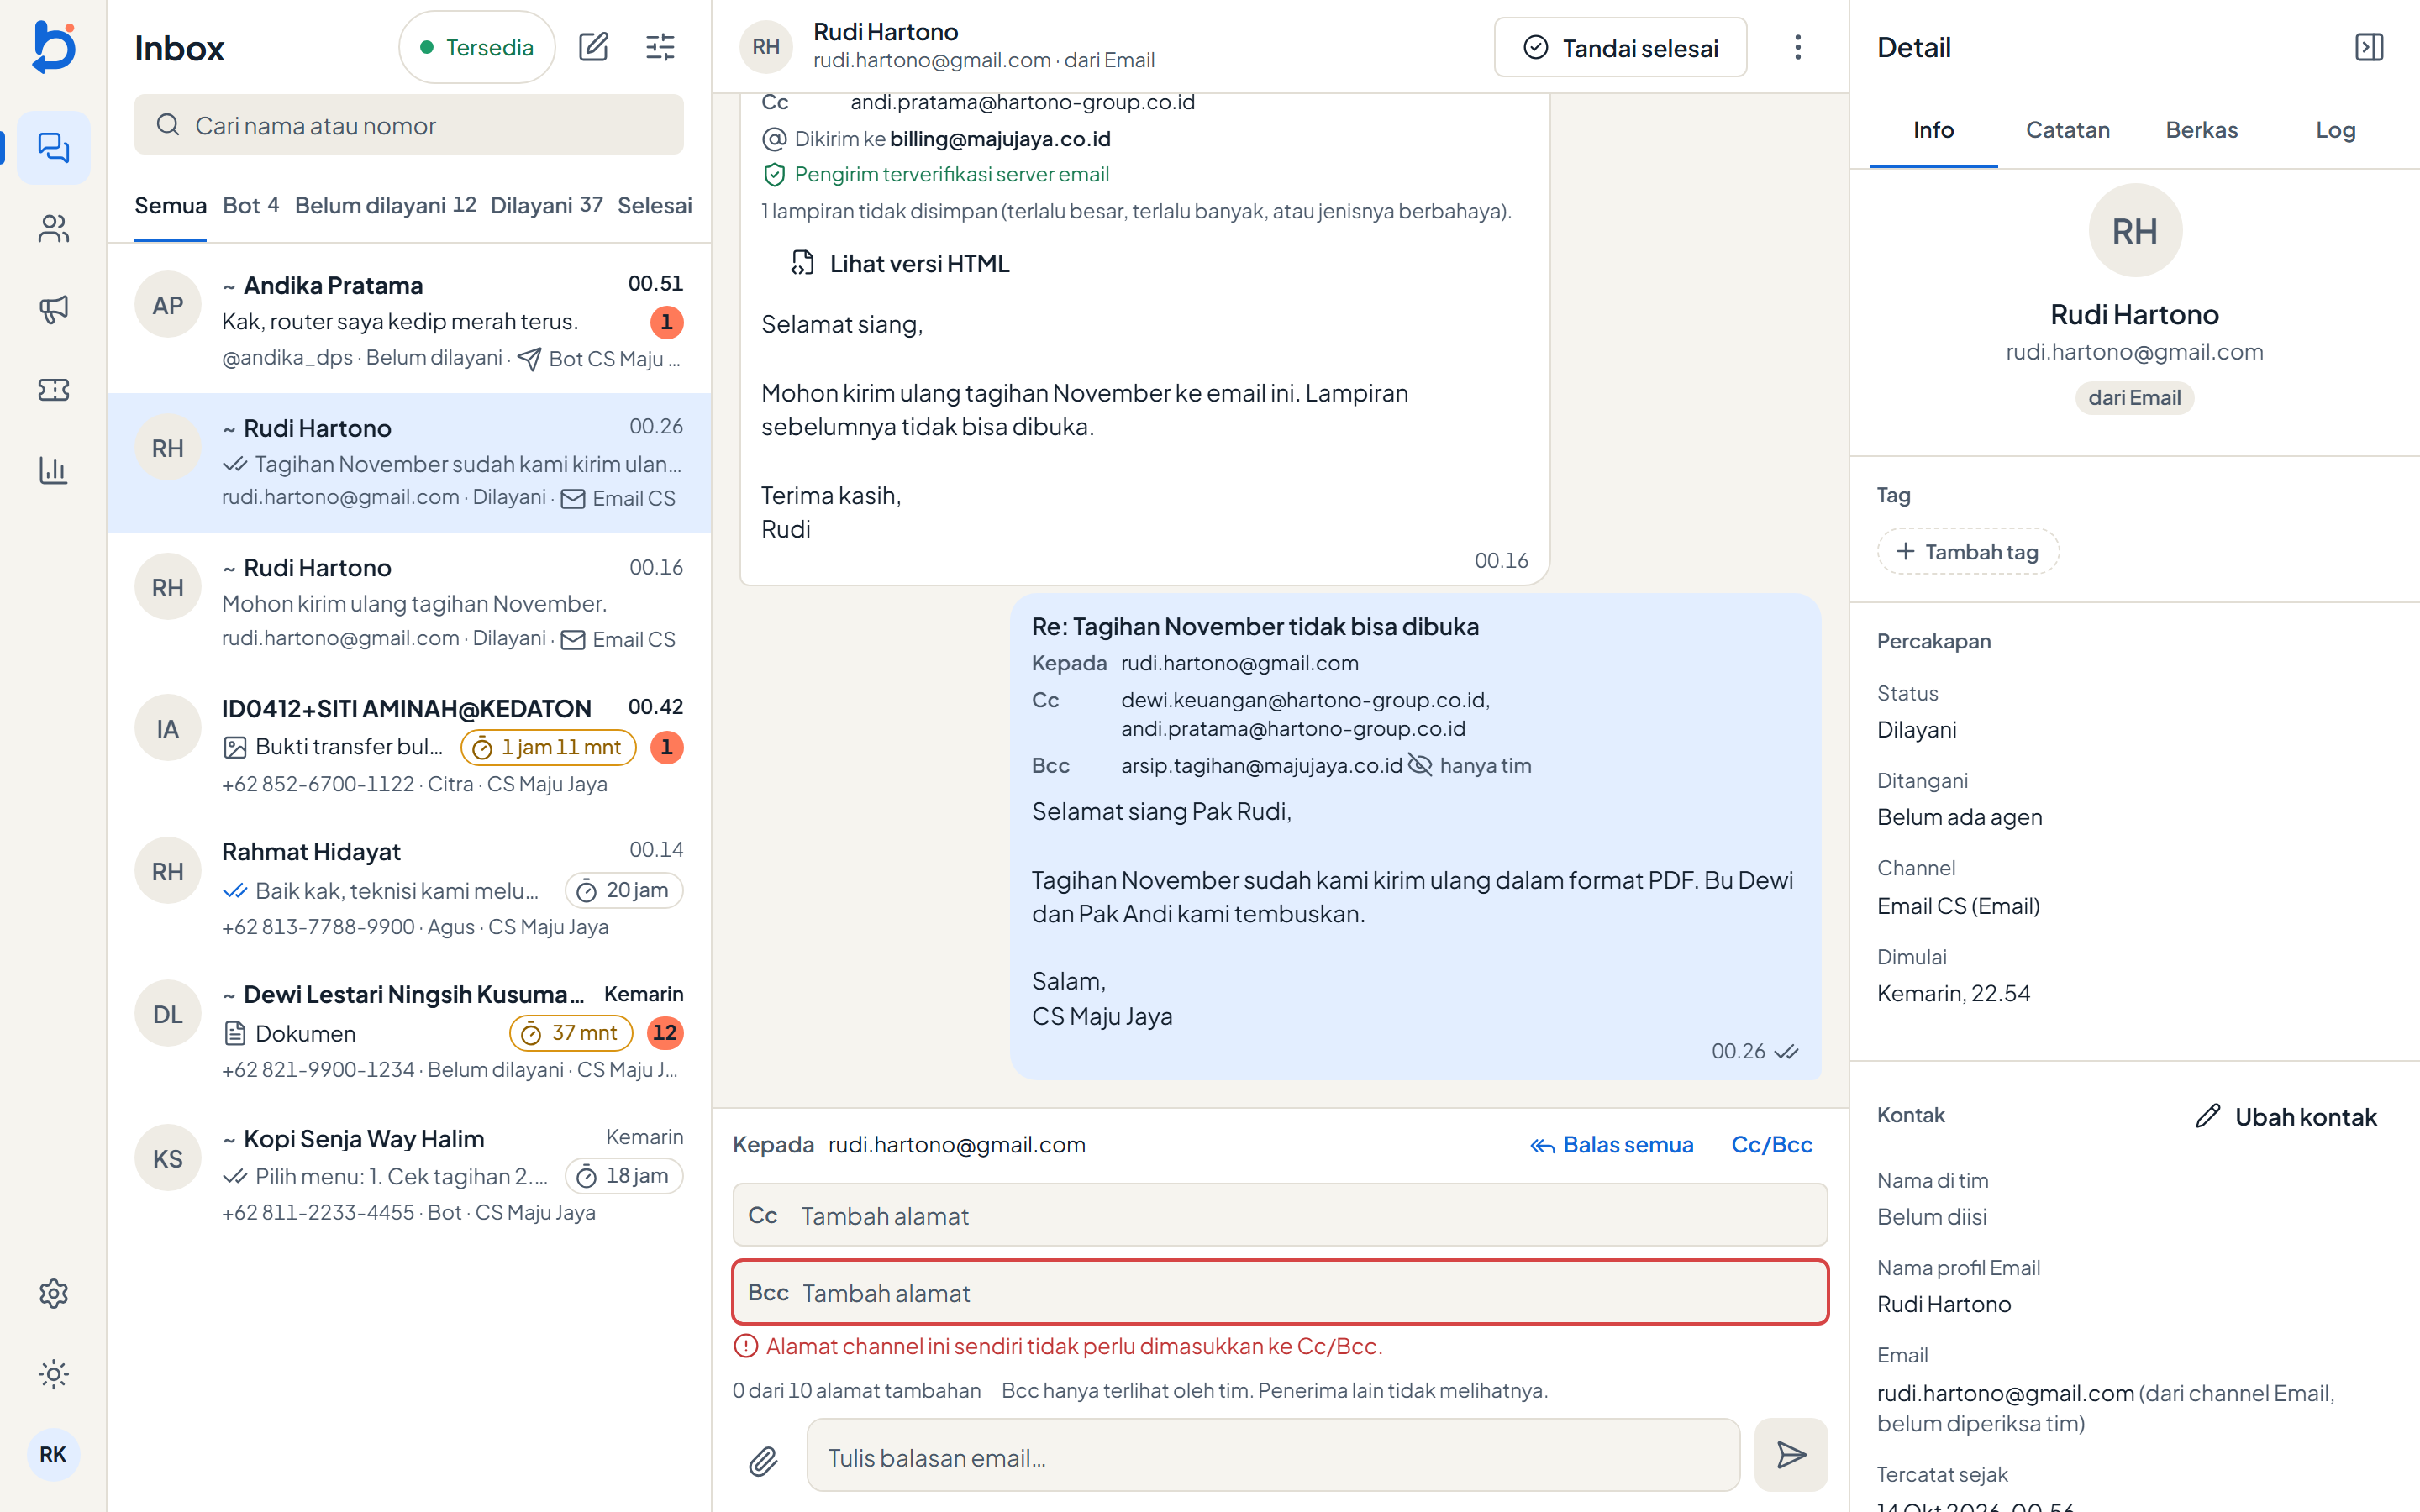 Inbox
Tersedia
Cari nama atau nomor
Semua
Bot 4
Belum dilayani 12
Dilayani 37
Selesai
AP
~ Andika Pratama
00.51
Kak, router saya kedip merah terus.
1
@andika_dps · Belum dilayani · Bot CS Maju ...
RH
~ Rudi Hartono
00.26
Tagihan November sudah kami kirim ulan...
rudi.hartono@gmail.com · Dilayani · Email CS
RH
~ Rudi Hartono
00.16
Mohon kirim ulang tagihan November.
rudi.hartono@gmail.com · Dilayani · Email CS
IA
ID0412+SITI AMINAH@KEDATON
00.42
Bukti transfer bul...
1 jam 11 mnt
1
+62 852-6700-1122 · Citra · CS Maju Jaya
RH
Rahmat Hidayat
00.14
Baik kak, teknisi kami melu...
20 jam
+62 813-7788-9900 · Agus · CS Maju Jaya
DL
~ Dewi Lestari Ningsih Kusuma...
Kemarin
Dokumen
37 mnt
12
+62 821-9900-1234 · Belum dilayani · CS Maju J...
KS
~ Kopi Senja Way Halim
Kemarin
Pilih menu: 1. Cek tagihan 2....
18 jam
+62 811-2233-4455 · Bot · CS Maju Jaya
RK
RH
Rudi Hartono
rudi.hartono@gmail.com · dari Email
Tandai selesai
Cc andi.pratama@hartono-group.co.id
Dikirim ke billing@majujaya.co.id
Pengirim terverifikasi server email
1 lampiran tidak disimpan (terlalu besar, terlalu banyak, atau jenisnya berbahaya).
Lihat versi HTML
Selamat siang,
Mohon kirim ulang tagihan November ke email ini. Lampiran
sebelumnya tidak bisa dibuka.
Terima kasih,
Rudi
00.16
Re: Tagihan November tidak bisa dibuka
Kepada rudi.hartono@gmail.com
Cc dewi.keuangan@hartono-group.co.id,
andi.pratama@hartono-group.co.id
Bcc arsip.tagihan@majujaya.co.id hanya tim
Selamat siang Pak Rudi,
Tagihan November sudah kami kirim ulang dalam format PDF. Bu Dewi
dan Pak Andi kami tembuskan.
Salam,
CS Maju Jaya
00.26
Kepada rudi.hartono@gmail.com
Balas semua
Cc/Bcc
Cc Tambah alamat
Bcc Tambah alamat
Alamat channel ini sendiri tidak perlu dimasukkan ke Cc/Bcc.
0 dari 10 alamat tambahan
Bcc hanya terlihat oleh tim. Penerima lain tidak melihatnya.
Tulis balasan email...
Detail
Info
Catatan
Berkas
Log
RH
Rudi Hartono
rudi.hartono@gmail.com
dari Email
Tag
Tambah tag
Percakapan
Status
Dilayani
Ditangani
Belum ada agen
Channel
Email CS (Email)
Dimulai
Kemarin, 22.54
Kontak
Ubah kontak
Nama di tim
Belum diisi
Nama profil Email
Rudi Hartono
Email
rudi.hartono@gmail.com (dari channel Email,
belum diperiksa tim)
Tercatat sejak
14 Okt 2026, 00.56